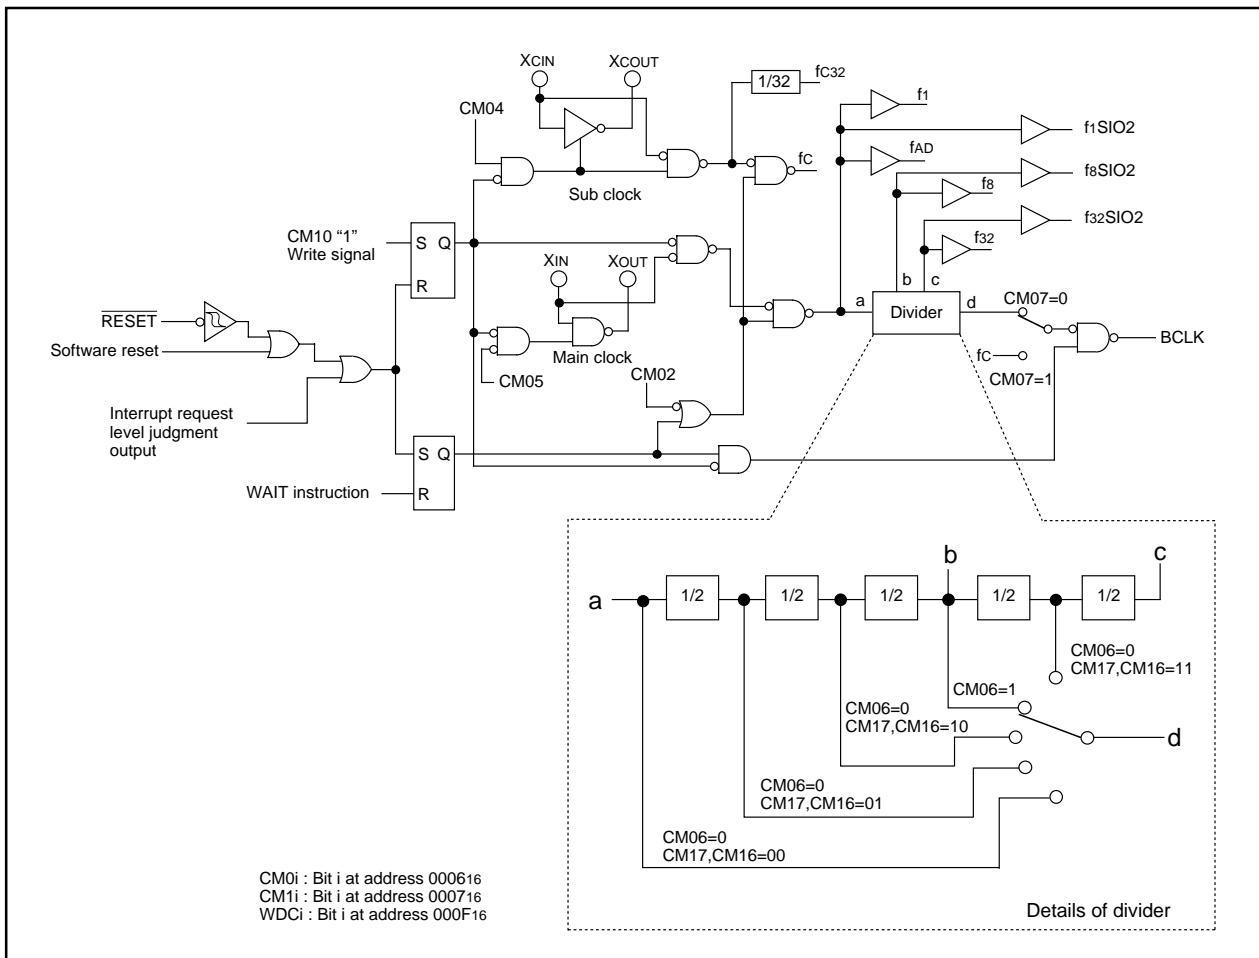 XCIN
XCOUT
1/32
fC32
CM04
f1
f1SIO2
fC
fAD
f8SIO2
Sub clock
f8
CM10 “1”
Write signal
S Q
R
f32SIO2
f32
XIN
XOUT
b
c
a
Divider
d
CM07=0
RESET
BCLK
Software reset
Main clock
fC
CM07=1
CM05
CM02
Interrupt request
level judgment
output
S Q
R
WAIT instruction
b
c
a
1/2
1/2
1/2
1/2
1/2
CM06=0
CM17,CM16=11
CM06=1
CM06=0
CM17,CM16=10
d
CM06=0
CM17,CM16=01
CM06=0
CM17,CM16=00
CM0i : Bit i at address 000616
CM1i : Bit i at address 000716
WDCi : Bit i at address 000F16
Details of divider